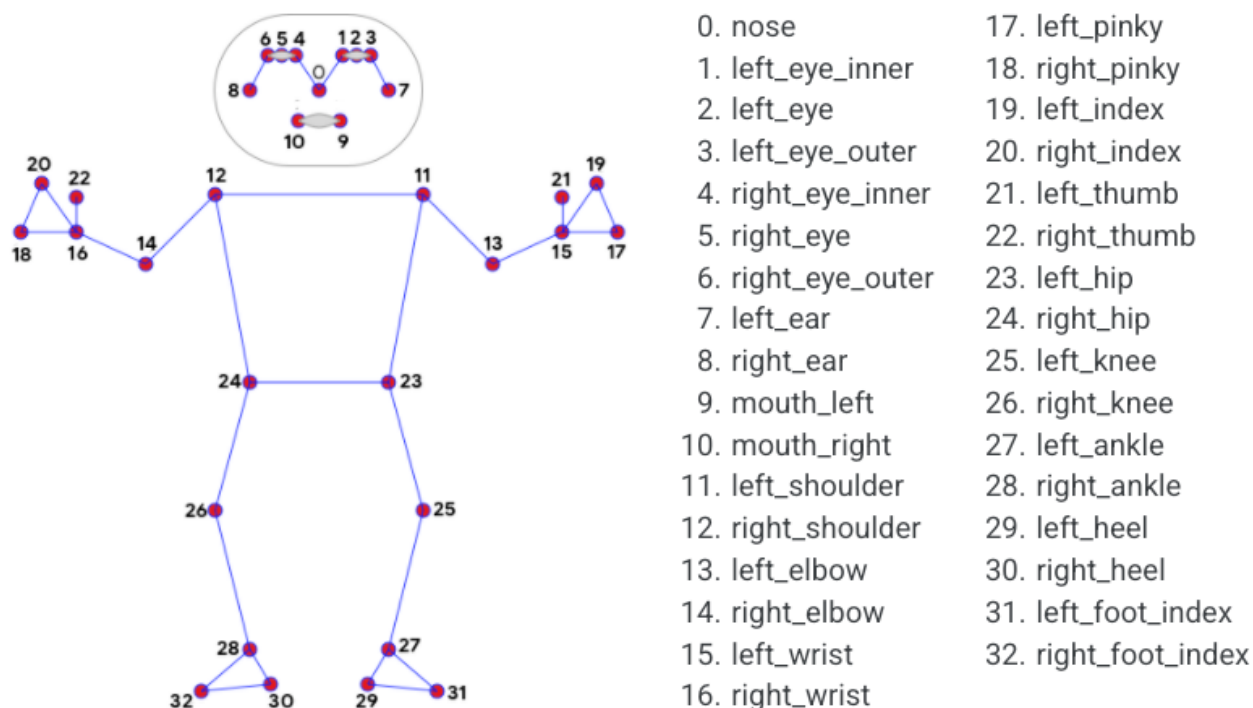 6 5 4 1 2 3
0
8 7
10 9
20 22 12 11 21 19
18 16 14 13 15 17
24 23
26 25
28 27
32 30 29 31
0. nose
1. left_eye_inner
2. left_eye
3. left_eye_outer
4. right_eye_inner
5. right_eye
6. right_eye_outer
7. left_ear
8. right_ear
9. mouth_left
10. mouth_right
11. left_shoulder
12. right_shoulder
13. left_elbow
14. right_elbow
15. left_wrist
16. right_wrist
17. left_pinky
18. right_pinky
19. left_index
20. right_index
21. left_thumb
22. right_thumb
23. left_hip
24. right_hip
25. left_knee
26. right_knee
27. left_ankle
28. right_ankle
29. left_heel
30. right_heel
31. left_foot_index
32. right_foot_index